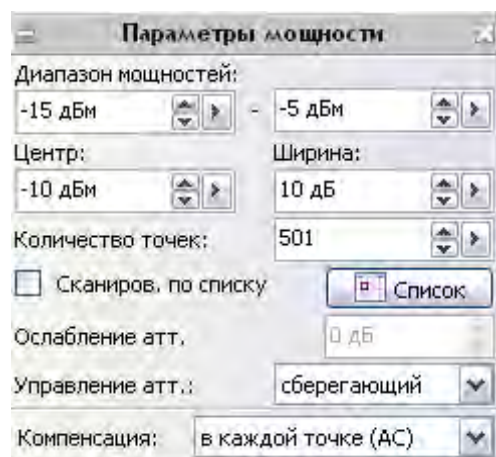 Параметры мощности
Диапазон мощностей:
-15 дБм - -5 дБм
Центр: Ширина:
-10 дБм 10 дБ
Количество точек: 501
Сканиров. по списку Список
Ослабление атт. 0 дБ
Управление атт.: сберегающий
Компенсация: в каждой точке (АС)